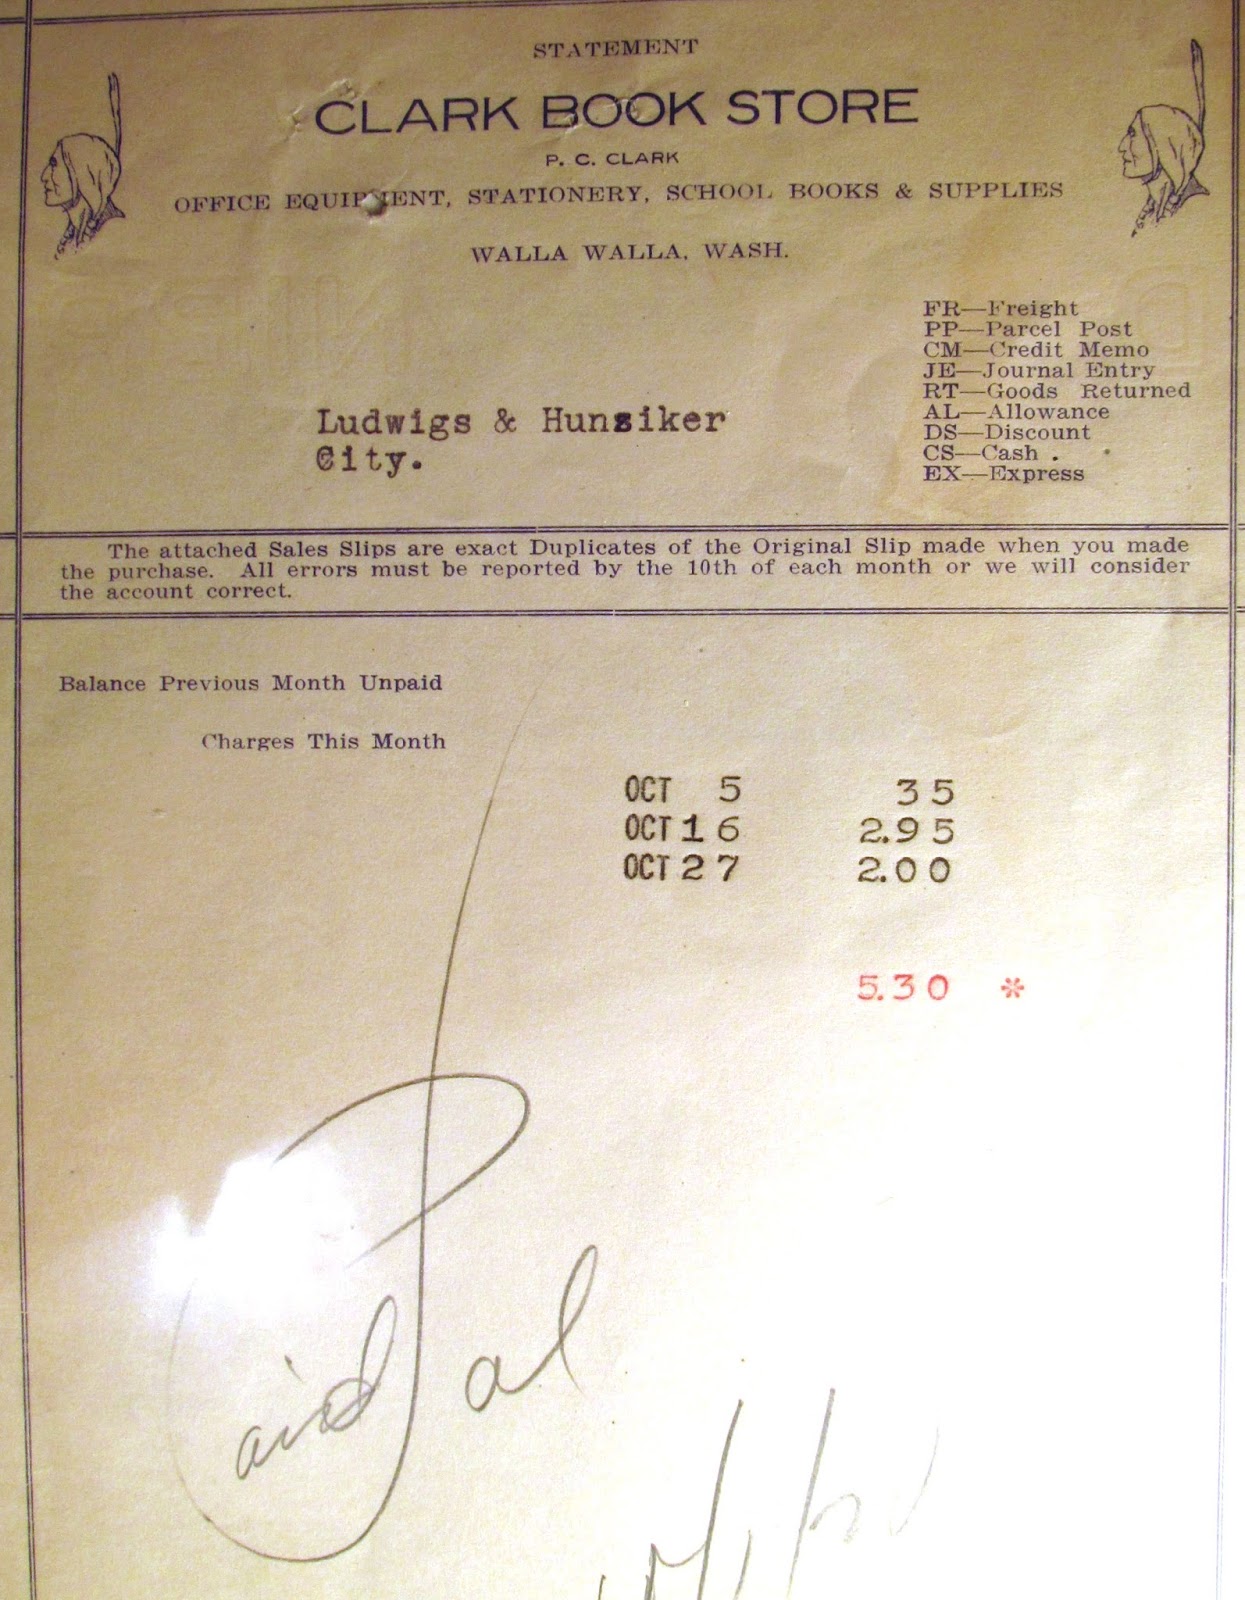 STATEMENT
CLARK BOOK STORE
P. C. CLARK
OFFICE EQUIPMENT, STATIONERY, SCHOOL BOOKS & SUPPLIES
WALLA WALLA, WASH.
FR—Freight
PP—Parcel Post
CM—Credit Memo
JE—Journal Entry
RT—Goods Returned
AL—Allowance
DS—Discount
CS—Cash .
EX—Express
Ludwigs & Hunsiker
City.
The attached Sales Slips are exact Duplicates of the Original Slip made when you made
the purchase. All errors must be reported by the 10th of each month or we will consider
the account correct.
Balance Previous Month Unpaid
Charges This Month
OCT 5 35
OCT 16 2.95
OCT 27 2.00
5.30 *
Paid